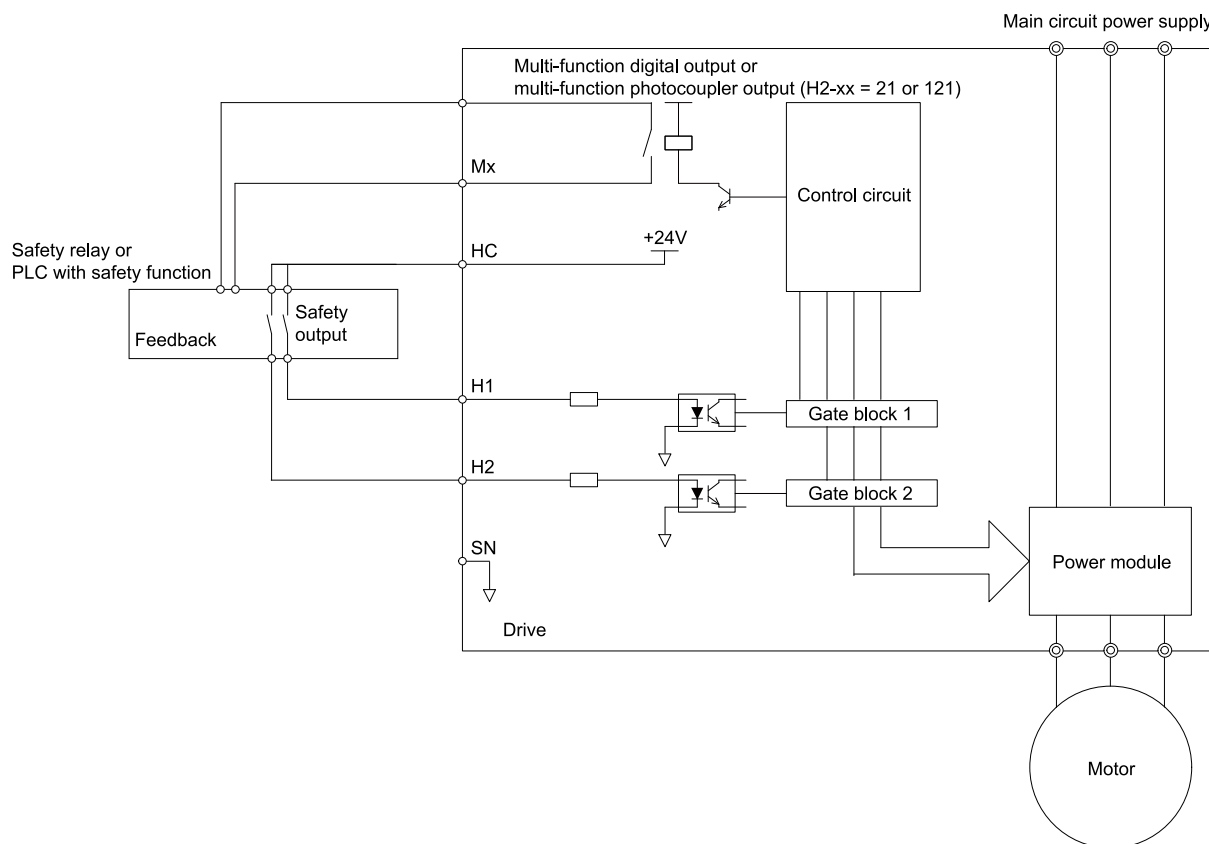 Main circuit power supply
Multi-function digital output or
multi-function photocoupler output (H2-xx = 21 or 121)
Mx
Control circuit
+24V
HC
Safety relay or
PLC with safety function
Safety
output
Feedback
H1
Gate block 1
H2
Gate block 2
SN
Power module
Drive
Motor